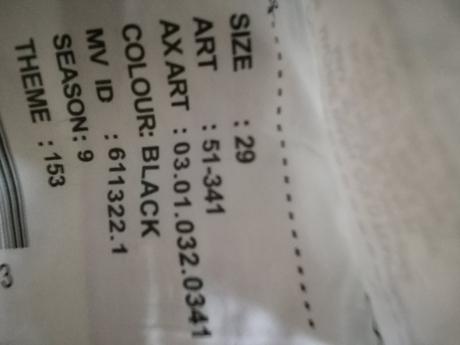 SIZE : 29
ART : 51-341
AX ART : 03.01.032.0341
COLOUR: BLACK
MV ID : 611322.1
SEASON: 9
THEME : 153